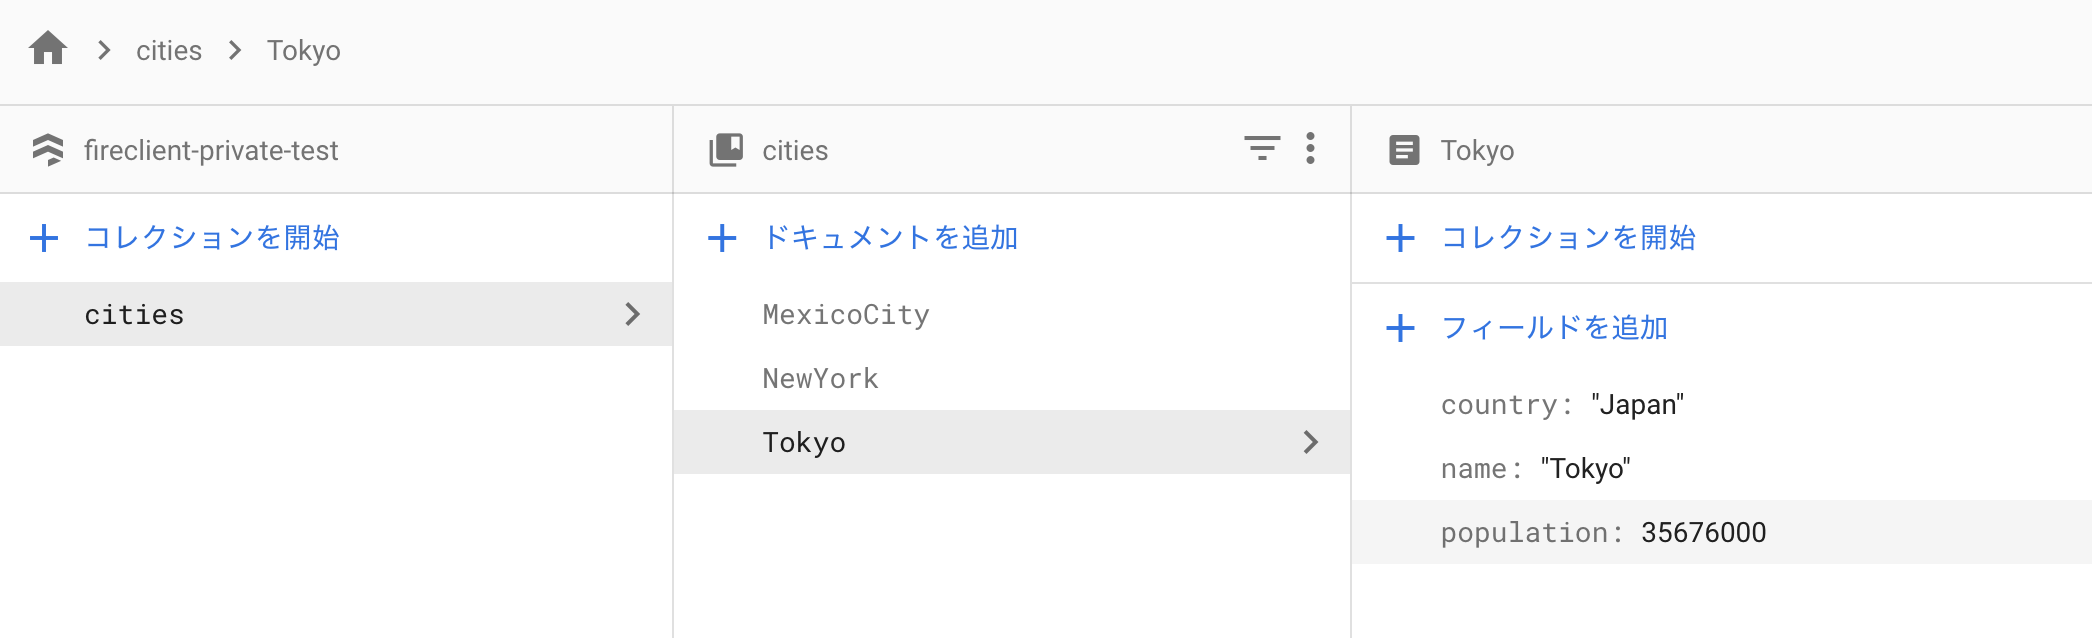 cities > Tokyo
fireclient-private-test
コレクションを開始
cities
cities
ドキュメントを追加
MexicoCity
NewYork
Tokyo
Tokyo
コレクションを開始
フィールドを追加
country: "Japan"
name: "Tokyo"
population: 35676000